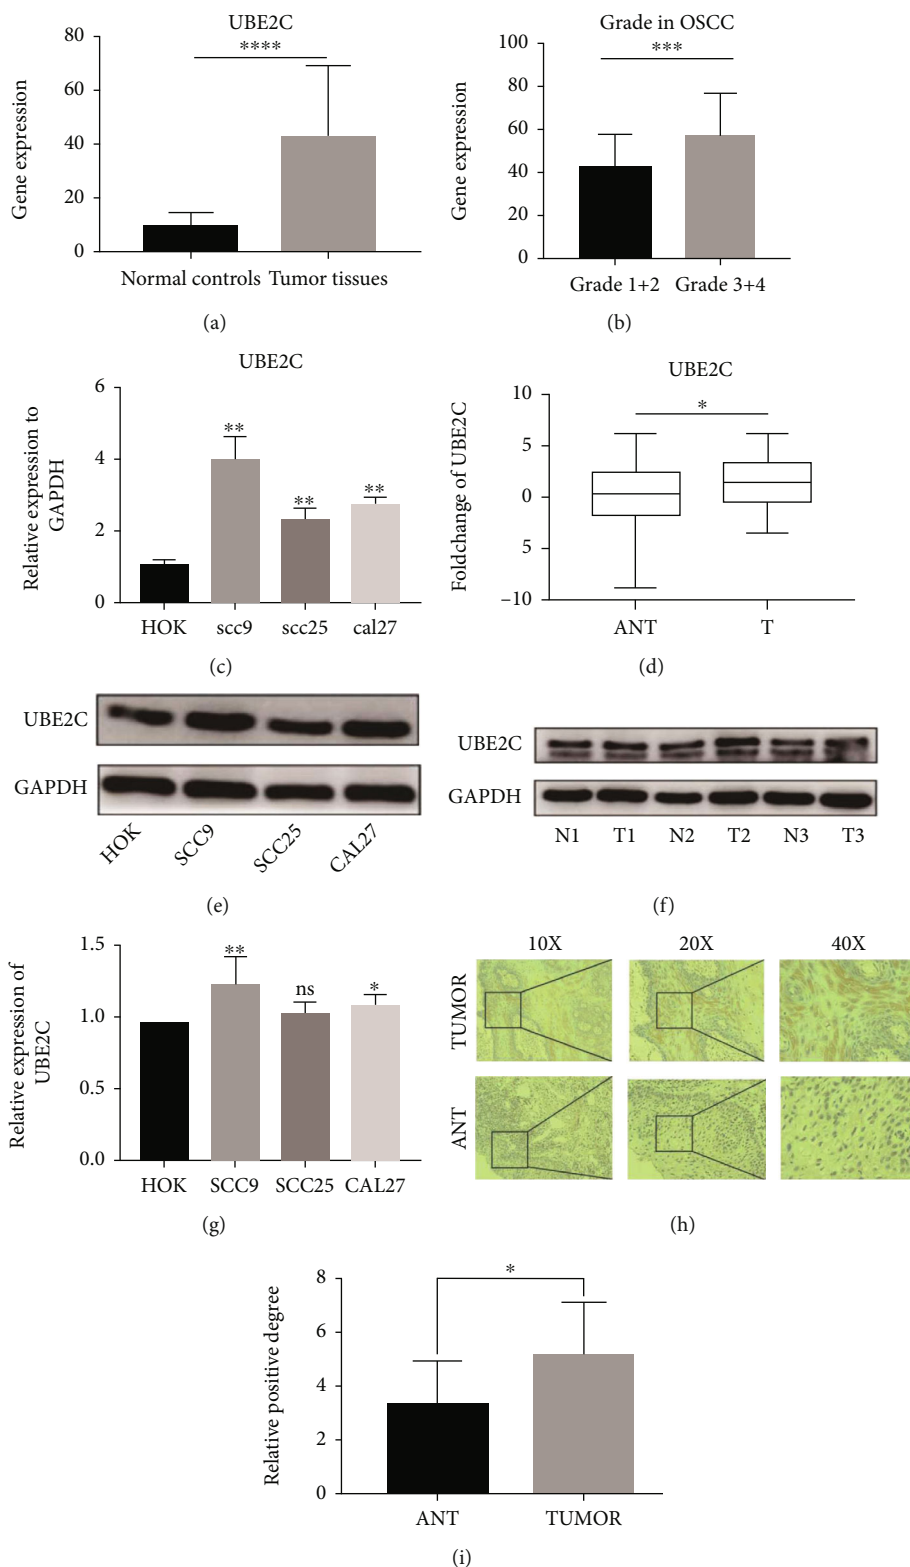 UBE2C
****
Gene expression
80
60
40
20
0
Normal controls
Tumor tissues
(a)
Grade in OSCC
***
Gene expression
100
80
60
40
20
0
Grade 1+2
Grade 3+4
(b)
UBE2C
Relative expression to
GAPDH
6
4
2
0
**
**
**
HOK
scc9
scc25
cal27
(c)
UBE2C
*
Foldchange of UBE2C
10
5
0
5
–10
ANT
T
(d)
UBE2C
GAPDH
HOK
SCC9
SCC25
CAL27
(e)
UBE2C
GAPDH
N1
T1
N2
T2
N3
T3
(f)
Relative expression of
UBE2C
1.5
1.0
0.5
0.0
**
ns
*
HOK
SCC9
SCC25
CAL27
(g)
10X
20X
40X
TUMOR
ANT
(h)
Relative positive degree
8
6
4
2
0
*
ANT
TUMOR
(i)